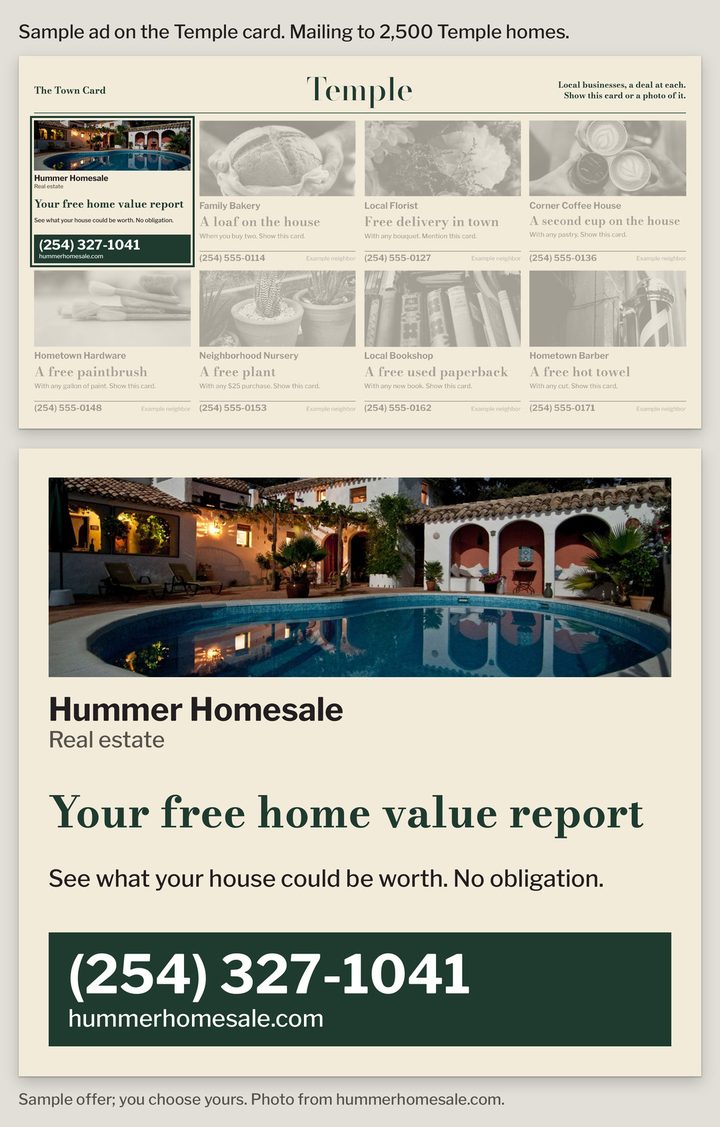 Sample ad on the Temple card. Mailing to 2,500 Temple homes.
The Town Card
Temple
Local businesses, a deal at each.
Show this card or a photo of it.
Hummer Homesale
Real estate
Your free home value report
See what your house could be worth. No obligation.
(254) 327-1041
hummerhomesale.com
Family Bakery
A loaf on the house
When you buy two. Show this card.
(254) 555-0114
Example neighbor
Local Florist
Free delivery in town
With any bouquet. Mention this card.
(254) 555-0127
Example neighbor
Corner Coffee House
A second cup on the house
With any pastry. Show this card.
(254) 555-0136
Example neighbor
Hometown Hardware
A free paintbrush
With any gallon of paint. Show this card.
(254) 555-0148
Example neighbor
Neighborhood Nursery
A free plant
With any $25 purchase. Show this card.
(254) 555-0153
Example neighbor
Local Bookshop
A free used paperback
With any new book. Show this card.
(254) 555-0162
Example neighbor
Hometown Barber
A free hot towel
With any cut. Show this card.
(254) 555-0171
Example neighbor
Hummer Homesale
Real estate
Your free home value report
See what your house could be worth. No obligation.
(254) 327-1041
hummerhomesale.com
Sample offer; you choose yours. Photo from hummerhomesale.com.